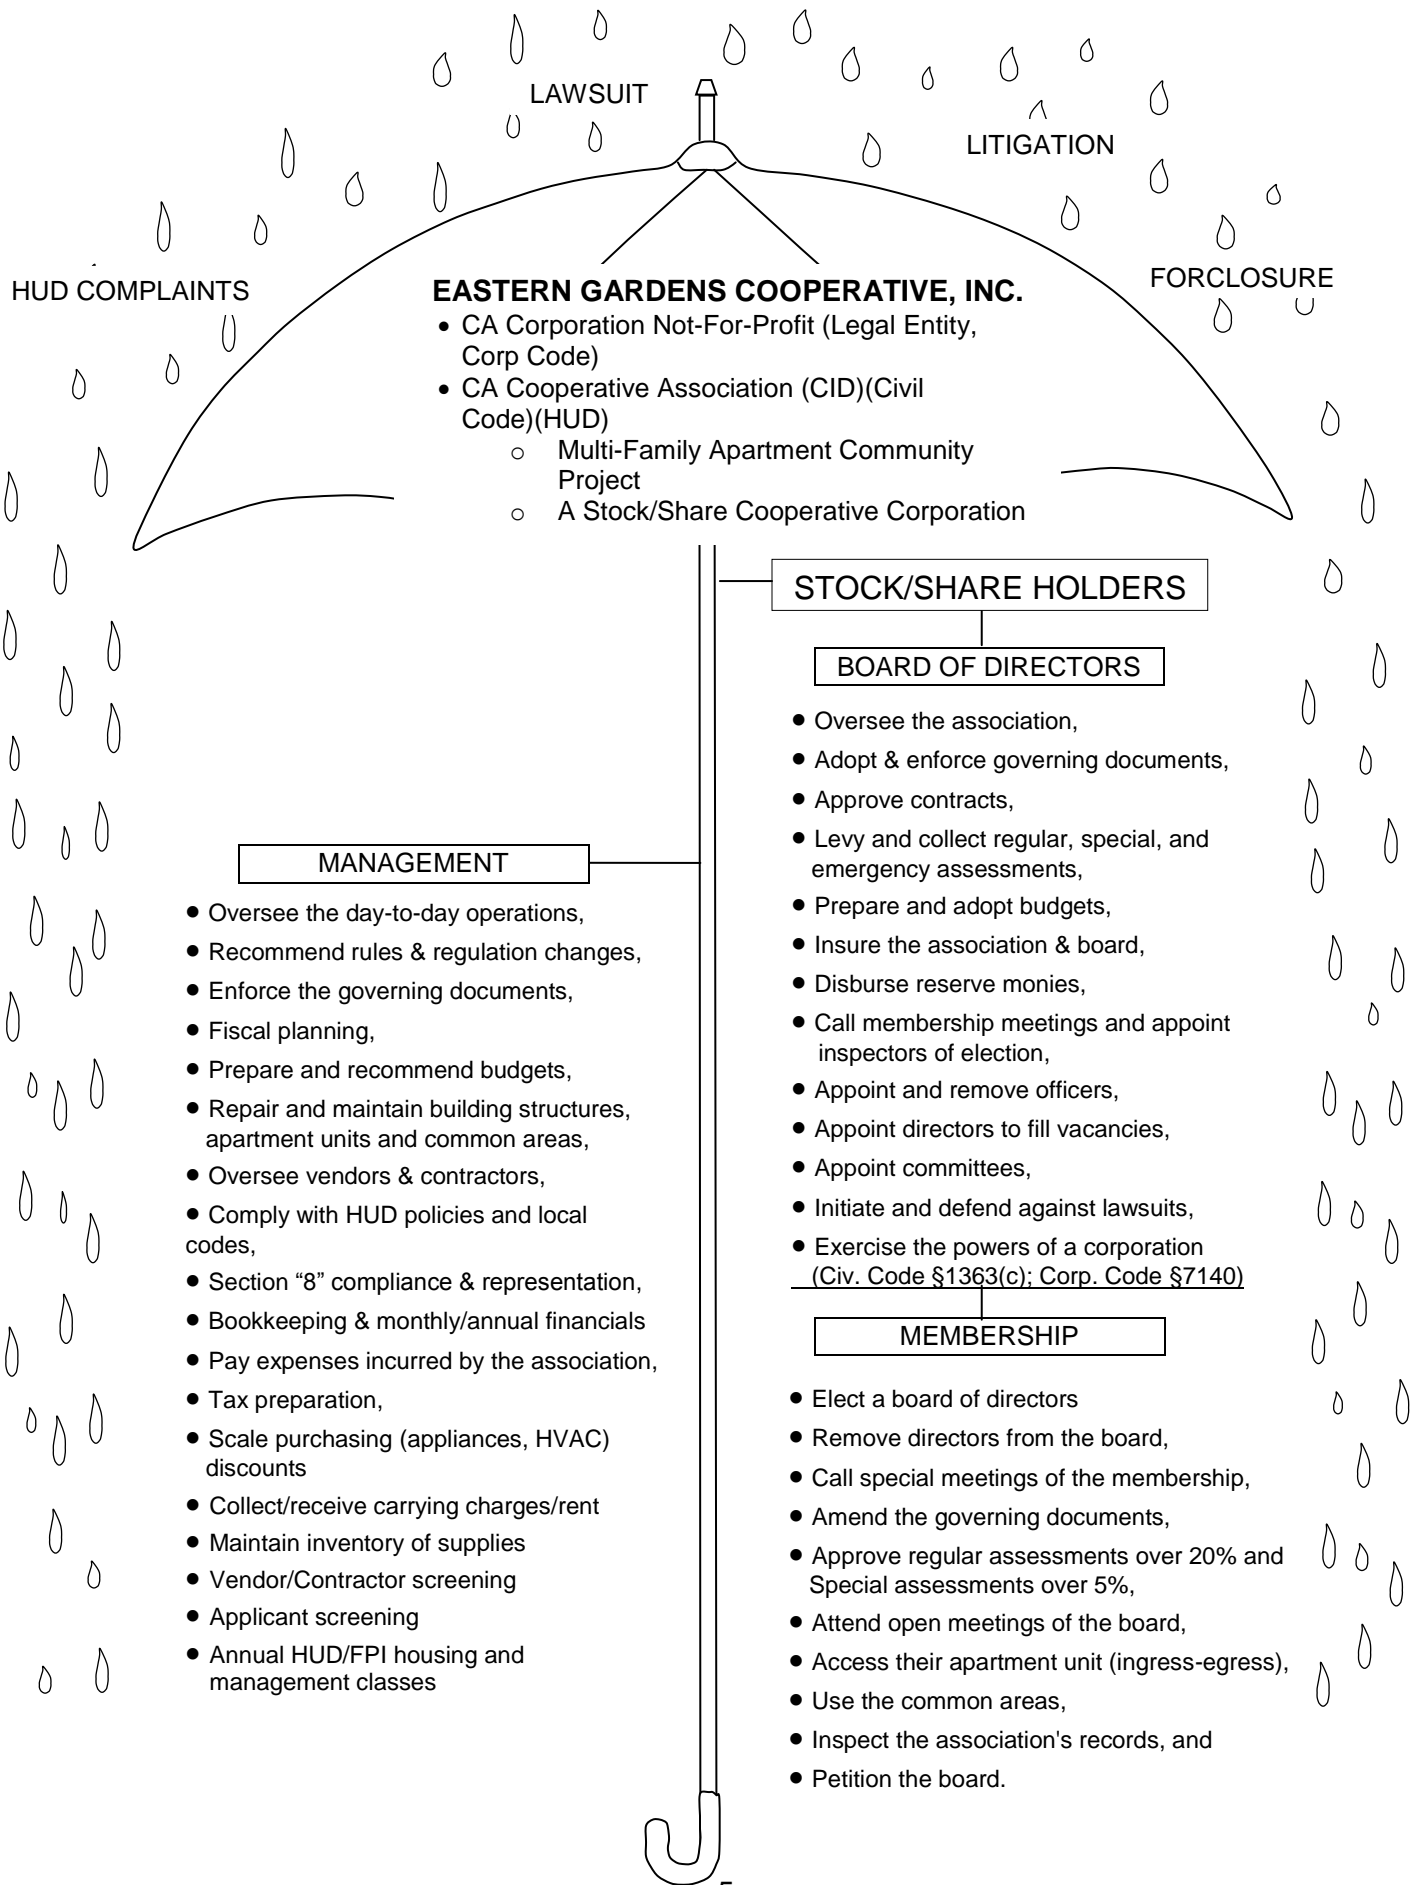 LAWSUIT
LITIGATION
HUD COMPLAINTS
FORCLOSURE
EASTERN GARDENS COOPERATIVE, INC.
• CA Corporation Not-For-Profit (Legal Entity,
Corp Code)
• CA Cooperative Association (CID)(Civil
Code)(HUD)
o Multi-Family Apartment Community
Project
o A Stock/Share Cooperative Corporation
STOCK/SHARE HOLDERS
BOARD OF DIRECTORS
• Oversee the association,
• Adopt & enforce governing documents,
• Approve contracts,
• Levy and collect regular, special, and
emergency assessments,
• Prepare and adopt budgets,
• Insure the association & board,
• Disburse reserve monies,
• Call membership meetings and appoint
inspectors of election,
• Appoint and remove officers,
• Appoint directors to fill vacancies,
• Appoint committees,
• Initiate and defend against lawsuits,
• Exercise the powers of a corporation
(Civ. Code §1363(c); Corp. Code §7140)
MANAGEMENT
• Oversee the day-to-day operations,
• Recommend rules & regulation changes,
• Enforce the governing documents,
• Fiscal planning,
• Prepare and recommend budgets,
• Repair and maintain building structures,
apartment units and common areas,
• Oversee vendors & contractors,
• Comply with HUD policies and local
codes,
• Section “8” compliance & representation,
• Bookkeeping & monthly/annual financials
• Pay expenses incurred by the association,
• Tax preparation,
• Scale purchasing (appliances, HVAC)
discounts
• Collect/receive carrying charges/rent
• Maintain inventory of supplies
• Vendor/Contractor screening
• Applicant screening
• Annual HUD/FPI housing and
management classes
MEMBERSHIP
• Elect a board of directors
• Remove directors from the board,
• Call special meetings of the membership,
• Amend the governing documents,
• Approve regular assessments over 20% and
Special assessments over 5%,
• Attend open meetings of the board,
• Access their apartment unit (ingress-egress),
• Use the common areas,
• Inspect the association's records, and
• Petition the board.